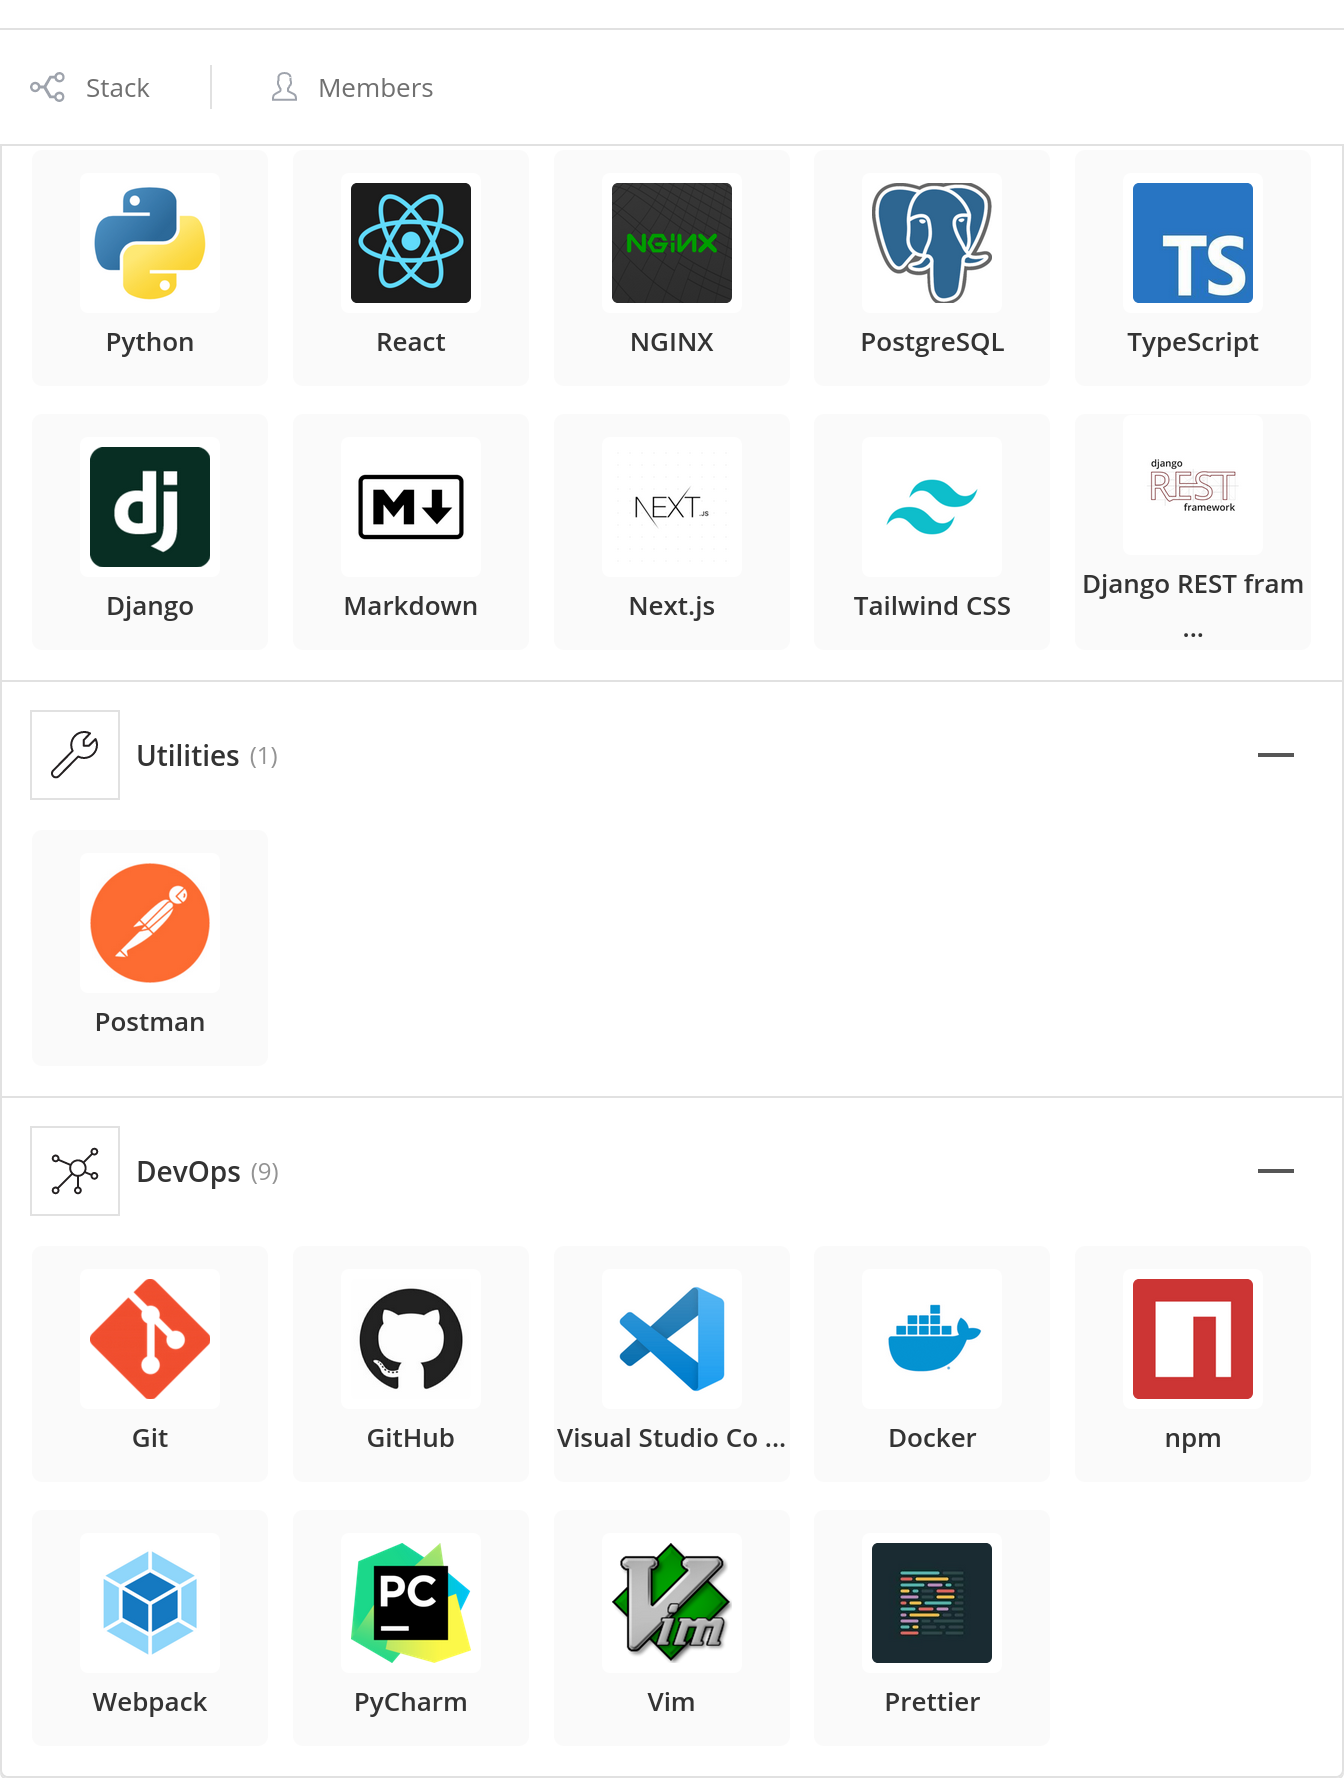 Stack Members
TS
NGINX
Python React NGINX PostgreSQL TypeScript
dj
M
NEXT.JS
django
REST
framework
Django Markdown Next.js Tailwind CSS Django REST fram
...
Utilities (1)
Postman
DevOps (9)
Git GitHub Visual Studio Co ... Docker npm
PC
Vim
Webpack PyCharm Vim Prettier